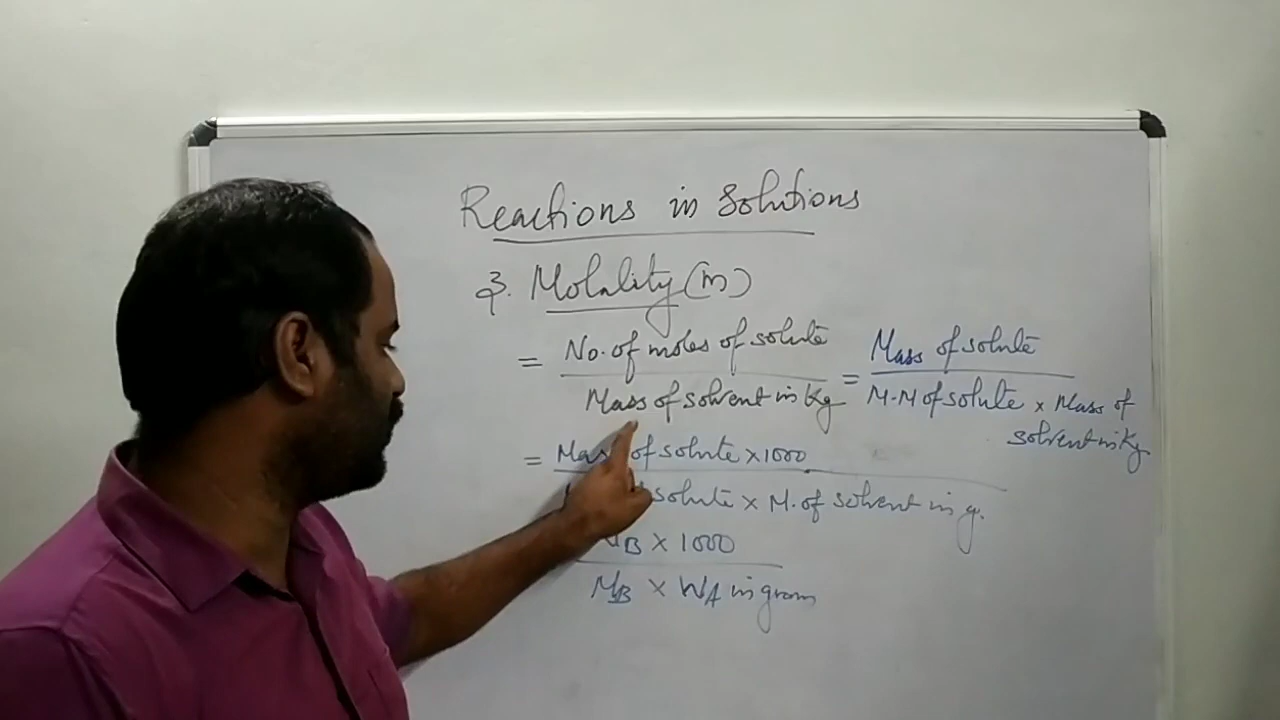 Reactions in Solutions
3. Molality (m)
= No. of moles of solute / Mass of solvent in Kg = Mass of solute / M.M of solute × Mass of solvent in Kg
= Mass of solute × 1000 / solute × M. of solvent in g.
B × 1000 / MB × WA in gram